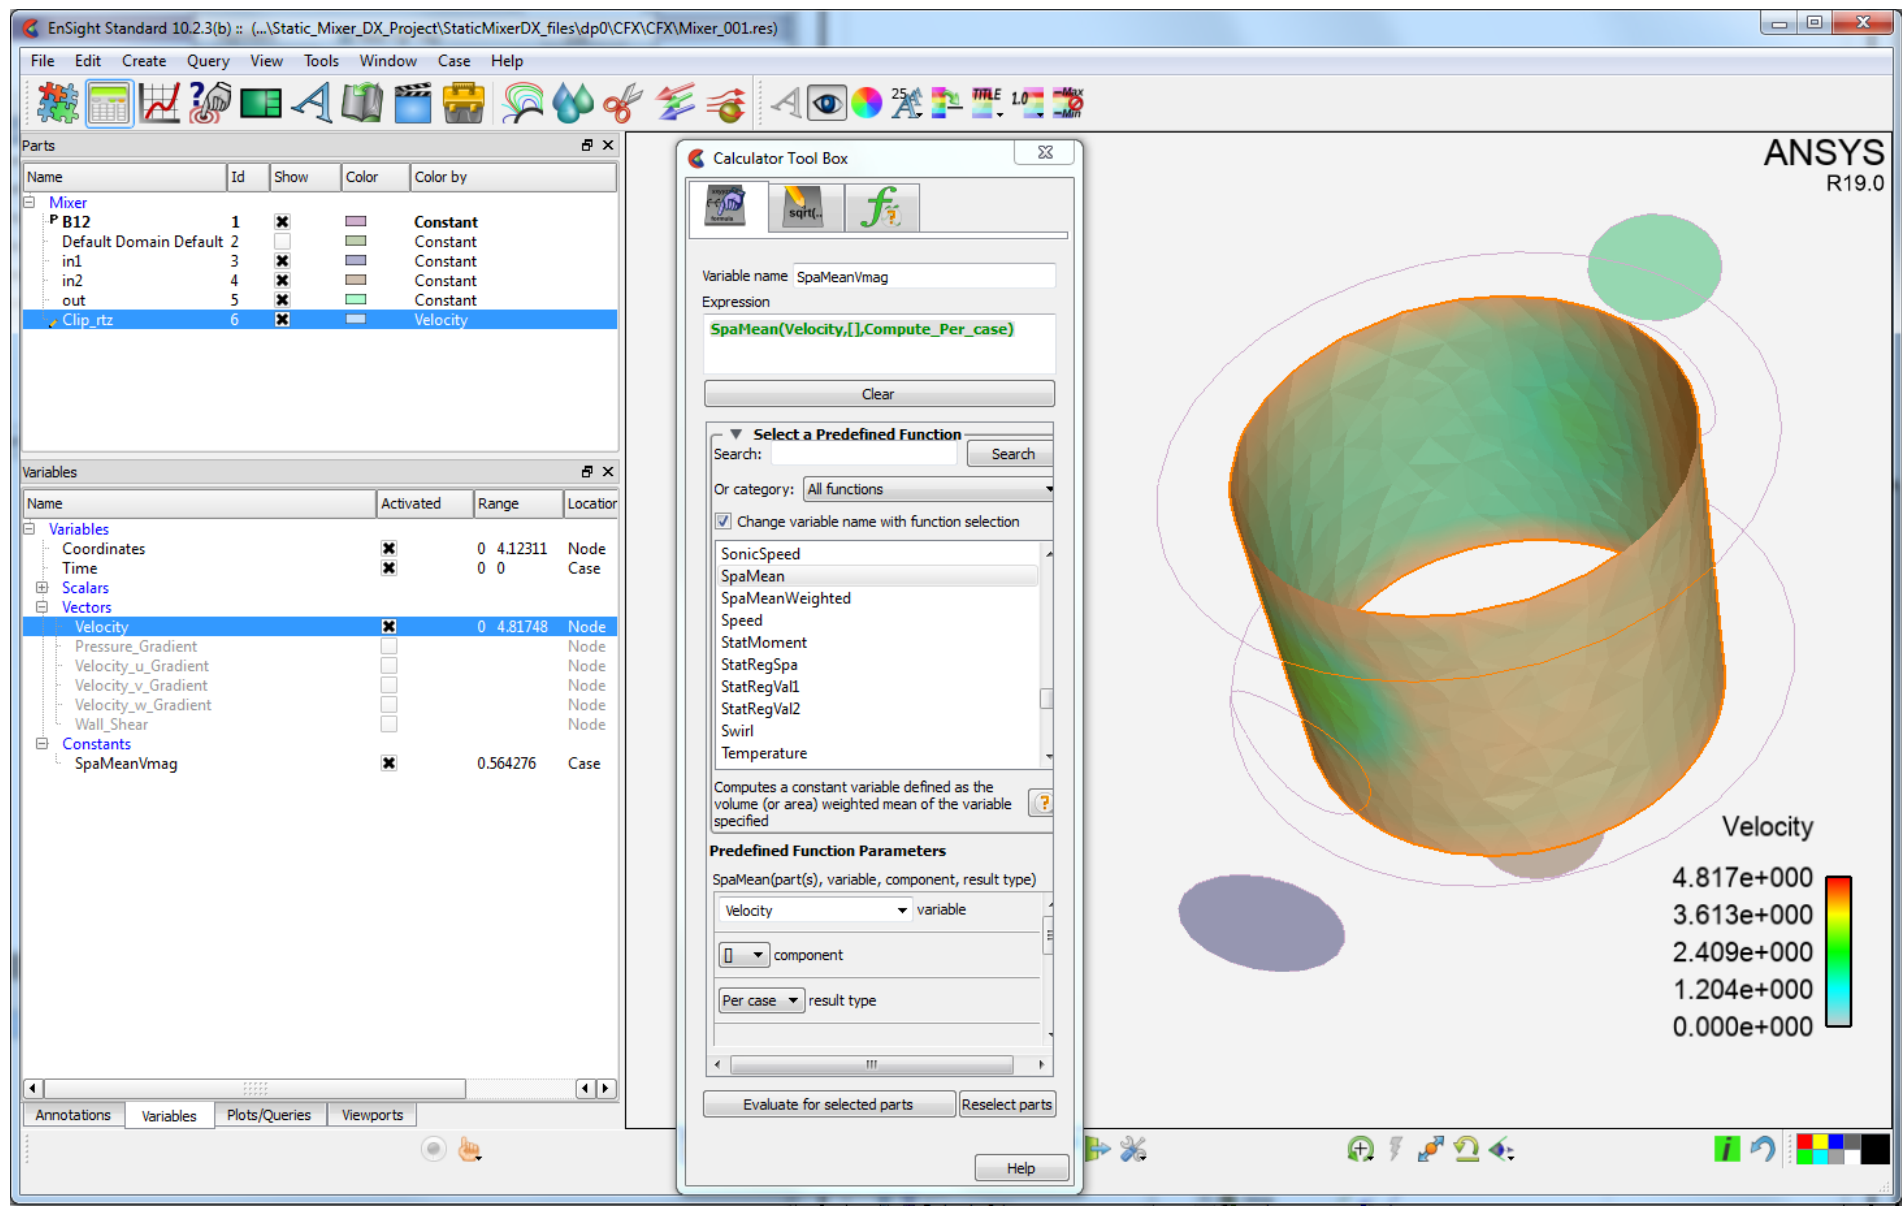 EnSight Standard 10.2.3(b) :: (...\Static_Mixer_DX_Project\StaticMixerDX_files\dp0\CFX\CFX\Mixer_001.res)
File Edit Create Query View Tools Window Case Help
25 TITLE 1.0 Max Min
Parts
Name Id Show Color Color by
Mixer
P B12 1 Constant
Default Domain Default 2 Constant
in1 3 Constant
in2 4 Constant
out 5 Constant
Clip_rtz 6 Velocity
Variables
Name Activated Range Location
Variables
Coordinates 0 4.12311 Node
Time 0 0 Case
Scalars
Vectors
Velocity 0 4.81748 Node
Pressure_Gradient Node
Velocity_u_Gradient Node
Velocity_v_Gradient Node
Velocity_w_Gradient Node
Wall_Shear Node
Constants
SpaMeanVmag 0.564276 Case
Annotations Variables Plots/Queries Viewports
Calculator Tool Box
formula sqrt(..
Variable name SpaMeanVmag
Expression
SpaMean(Velocity,[],Compute_Per_case)
Clear
Select a Predefined Function
Search: Search
Or category: All functions
Change variable name with function selection
SonicSpeed
SpaMean
SpaMeanWeighted
Speed
StatMoment
StatRegSpa
StatRegVal1
StatRegVal2
Swirl
Temperature
Computes a constant variable defined as the
volume (or area) weighted mean of the variable
specified
Predefined Function Parameters
SpaMean(part(s), variable, component, result type)
Velocity variable
[] component
Per case result type
Evaluate for selected parts Reselect parts
Help
ANSYS
R19.0
Velocity
4.817e+000
3.613e+000
2.409e+000
1.204e+000
0.000e+000